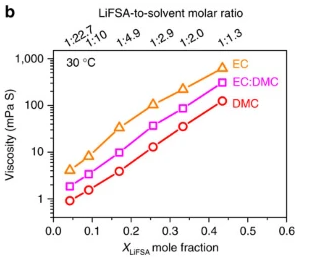 b
LiFSA-to-solvent molar ratio
1:22.7 1:10 1:4.9 1:2.9 1:2.0 1:1.3
30 °C
EC
EC:DMC
DMC
1,000
100
10
1
Viscosity (mPa S)
0.0 0.1 0.2 0.3 0.4 0.5 0.6
XLiFSA mole fraction